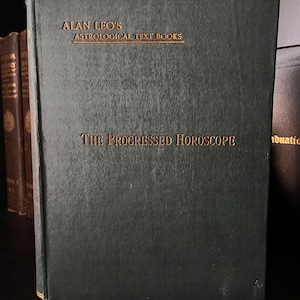 ALAN LEO'S
ASTROLOGICAL TEXT BOOKS
THE PROGRESSED HOROSCOPE